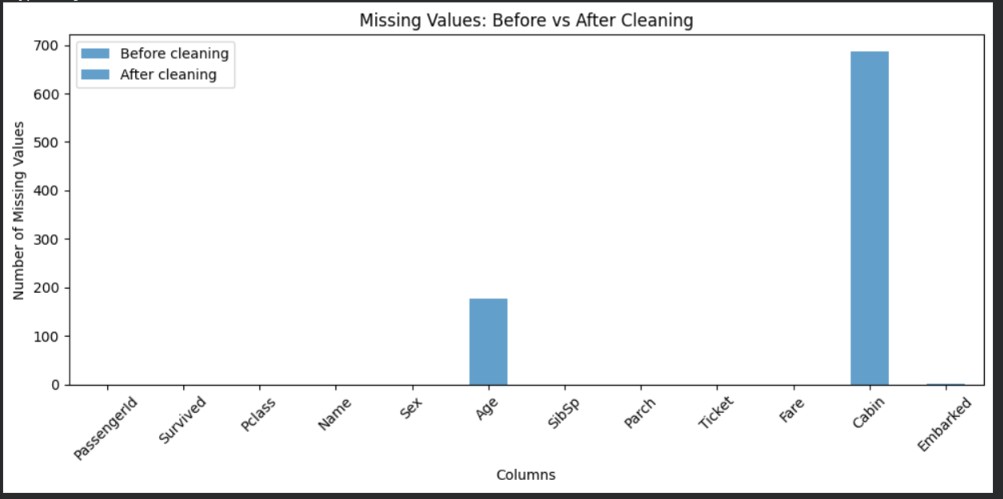 Missing Values: Before vs After Cleaning
Before cleaning
After cleaning
Number of Missing Values
700
600
500
400
300
200
100
0
PassengerId
Survived
Pclass
Name
Sex
Age
SibSp
Parch
Ticket
Fare
Cabin
Embarked
Columns